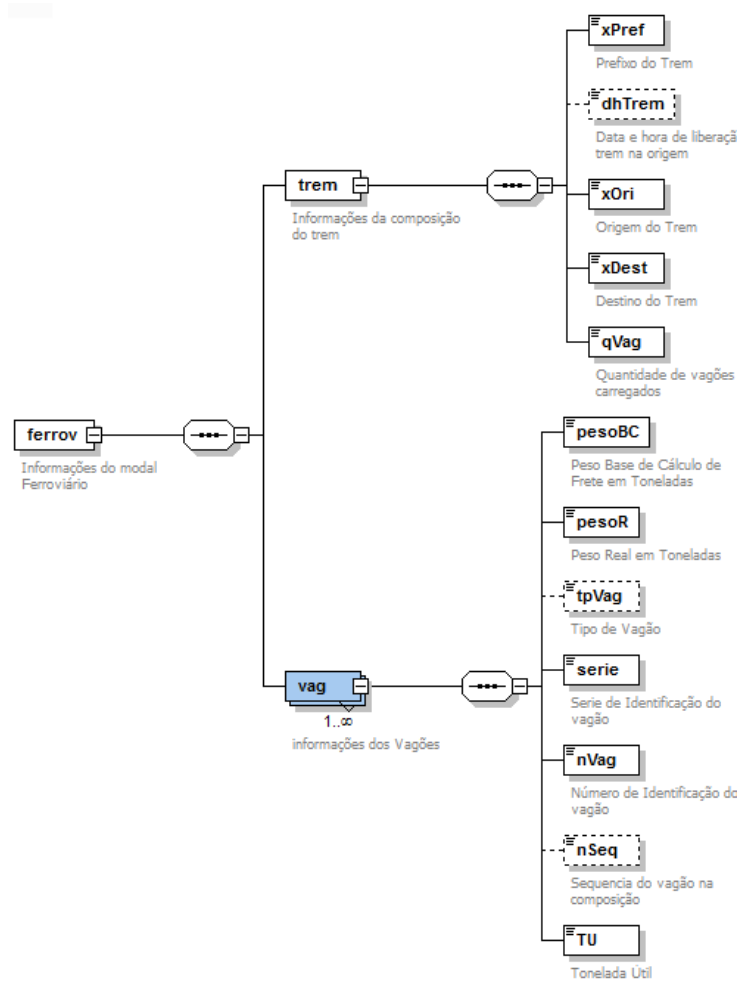 xPref
Prefixo do Trem
dhTrem
Data e hora de liberaçã
trem na origem
trem
Informações da composição
do trem
xOri
Origem do Trem
xDest
Destino do Trem
qVag
Quantidade de vagões
carregados
ferrov
Informações do modal
Ferroviário
pesoBC
Peso Base de Cálculo de
Frete em Toneladas
pesoR
Peso Real em Toneladas
tpVag
Tipo de Vagão
vag
1..∞
informações dos Vagões
serie
Serie de Identificação do
vagão
nVag
Número de Identificação do
vagão
nSeq
Sequencia do vagão na
composição
TU
Tonelada Útil